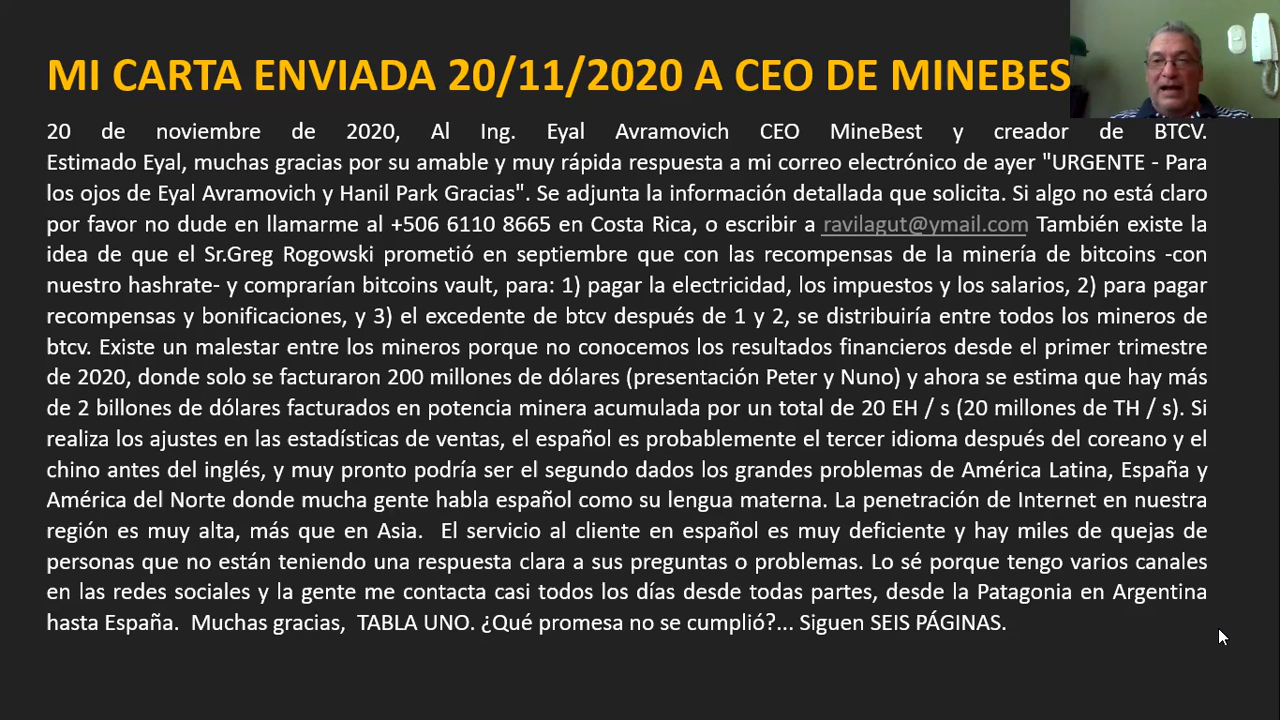 MI CARTA ENVIADA 20/11/2020 A CEO DE MINEBES
20 de noviembre de 2020, Al Ing. Eyal Avramovich CEO MineBest y creador de BTCV.
Estimado Eyal, muchas gracias por su amable y muy rápida respuesta a mi correo electrónico de ayer "URGENTE - Para
los ojos de Eyal Avramovich y Hanil Park Gracias". Se adjunta la información detallada que solicita. Si algo no está claro
por favor no dude en llamarme al +506 6110 8665 en Costa Rica, o escribir a ravilagut@ymail.com También existe la
idea de que el Sr.Greg Rogowski prometió en septiembre que con las recompensas de la minería de bitcoins -con
nuestro hashrate- y comprarían bitcoins vault, para: 1) pagar la electricidad, los impuestos y los salarios, 2) para pagar
recompensas y bonificaciones, y 3) el excedente de btcv después de 1 y 2, se distribuiría entre todos los mineros de
btcv. Existe un malestar entre los mineros porque no conocemos los resultados financieros desde el primer trimestre
de 2020, donde solo se facturaron 200 millones de dólares (presentación Peter y Nuno) y ahora se estima que hay más
de 2 billones de dólares facturados en potencia minera acumulada por un total de 20 EH / s (20 millones de TH / s). Si
realiza los ajustes en las estadísticas de ventas, el español es probablemente el tercer idioma después del coreano y el
chino antes del inglés, y muy pronto podría ser el segundo dados los grandes problemas de América Latina, España y
América del Norte donde mucha gente habla español como su lengua materna. La penetración de Internet en nuestra
región es muy alta, más que en Asia. El servicio al cliente en español es muy deficiente y hay miles de quejas de
personas que no están teniendo una respuesta clara a sus preguntas o problemas. Lo sé porque tengo varios canales
en las redes sociales y la gente me contacta casi todos los días desde todas partes, desde la Patagonia en Argentina
hasta España. Muchas gracias, TABLA UNO. ¿Qué promesa no se cumplió?... Siguen SEIS PÁGINAS.